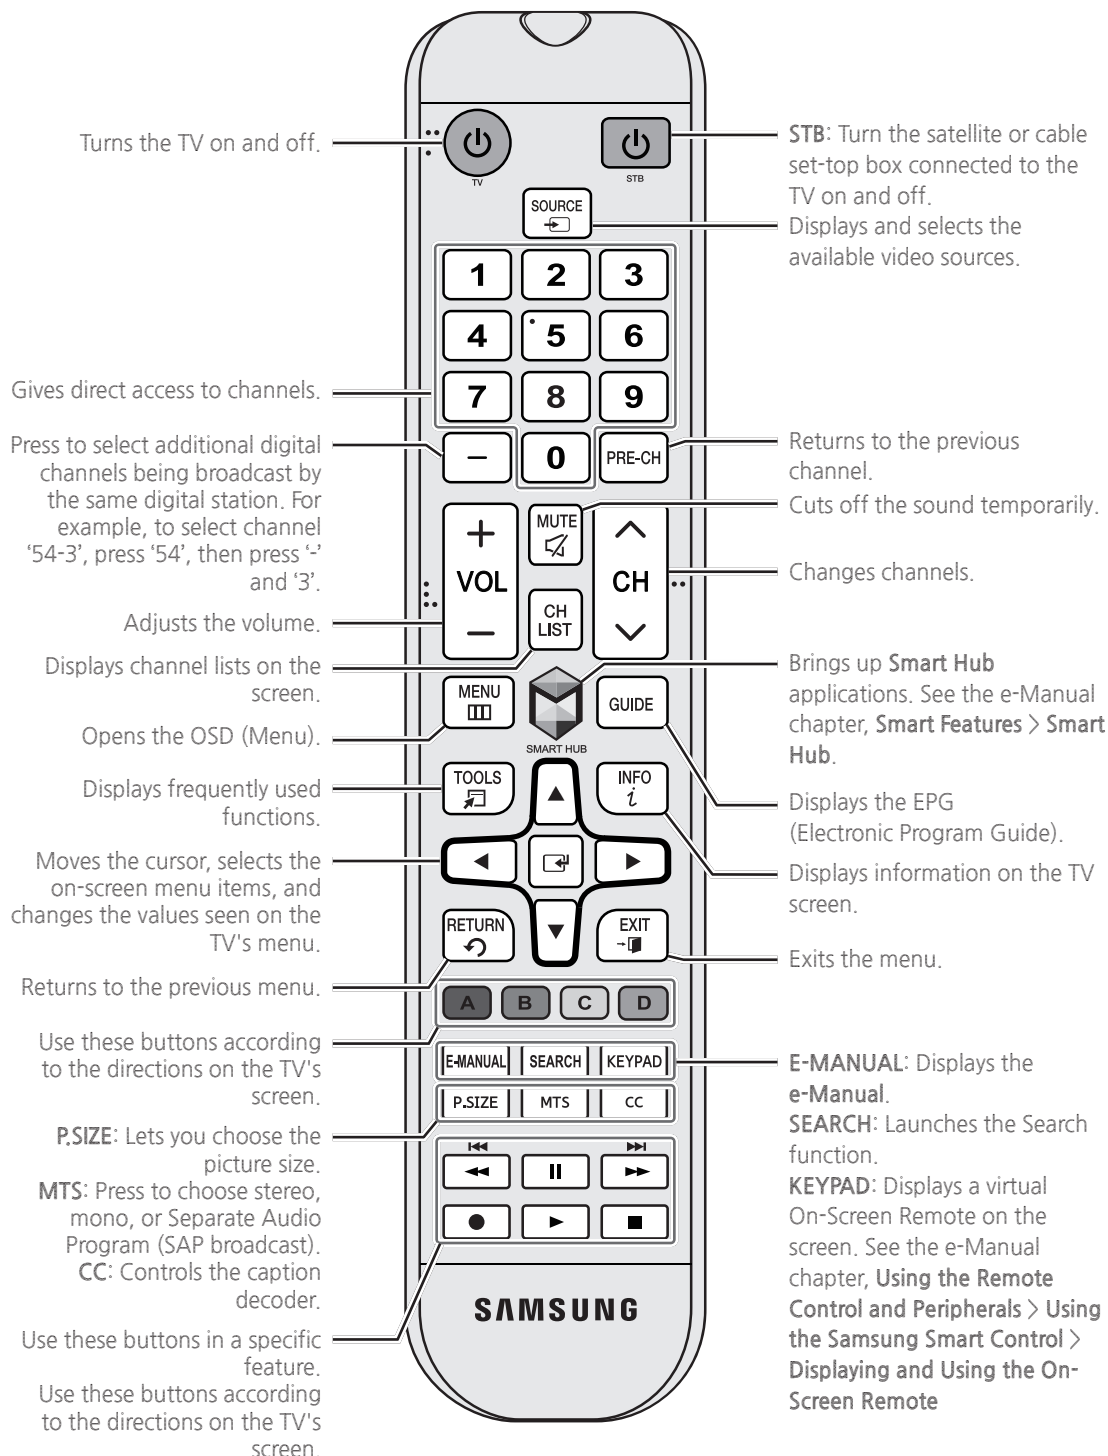 Turns the TV on and off.
STB: Turn the satellite or cable
set-top box connected to the
TV on and off.
TV
STB
SOURCE
Displays and selects the
available video sources.
1
2
3
4
5
6
Gives direct access to channels.
7
8
9
Press to select additional digital
channels being broadcast by
the same digital station. For
example, to select channel
‘54-3’, press ‘54’, then press ‘-’
and ‘3’.
–
0
PRE-CH
Returns to the previous
channel.
Cuts off the sound temporarily.
+
VOL
–
MUTE
CH
Changes channels.
CH
LIST
Adjusts the volume.
Displays channel lists on the
screen.
Brings up Smart Hub
applications. See the e-Manual
chapter, Smart Features > Smart
Hub.
MENU
SMART HUB
GUIDE
Opens the OSD (Menu).
TOOLS
INFO
i
Displays frequently used
functions.
Displays the EPG
(Electronic Program Guide).
Moves the cursor, selects the
on-screen menu items, and
changes the values seen on the
TV's menu.
Displays information on the TV
screen.
RETURN
EXIT
Exits the menu.
Returns to the previous menu.
A
B
C
D
Use these buttons according
to the directions on the TV's
screen.
E-MANUAL
SEARCH
KEYPAD
E-MANUAL: Displays the
e-Manual.
SEARCH: Launches the Search
function.
KEYPAD: Displays a virtual
On-Screen Remote on the
screen. See the e-Manual
chapter, Using the Remote
Control and Peripherals > Using
the Samsung Smart Control >
Displaying and Using the On-
Screen Remote
P.SIZE
MTS
CC
P.SIZE: Lets you choose the
picture size.
MTS: Press to choose stereo,
mono, or Separate Audio
Program (SAP broadcast).
CC: Controls the caption
decoder.
SAMSUNG
Use these buttons in a specific
feature.
Use these buttons according
to the directions on the TV's
screen.